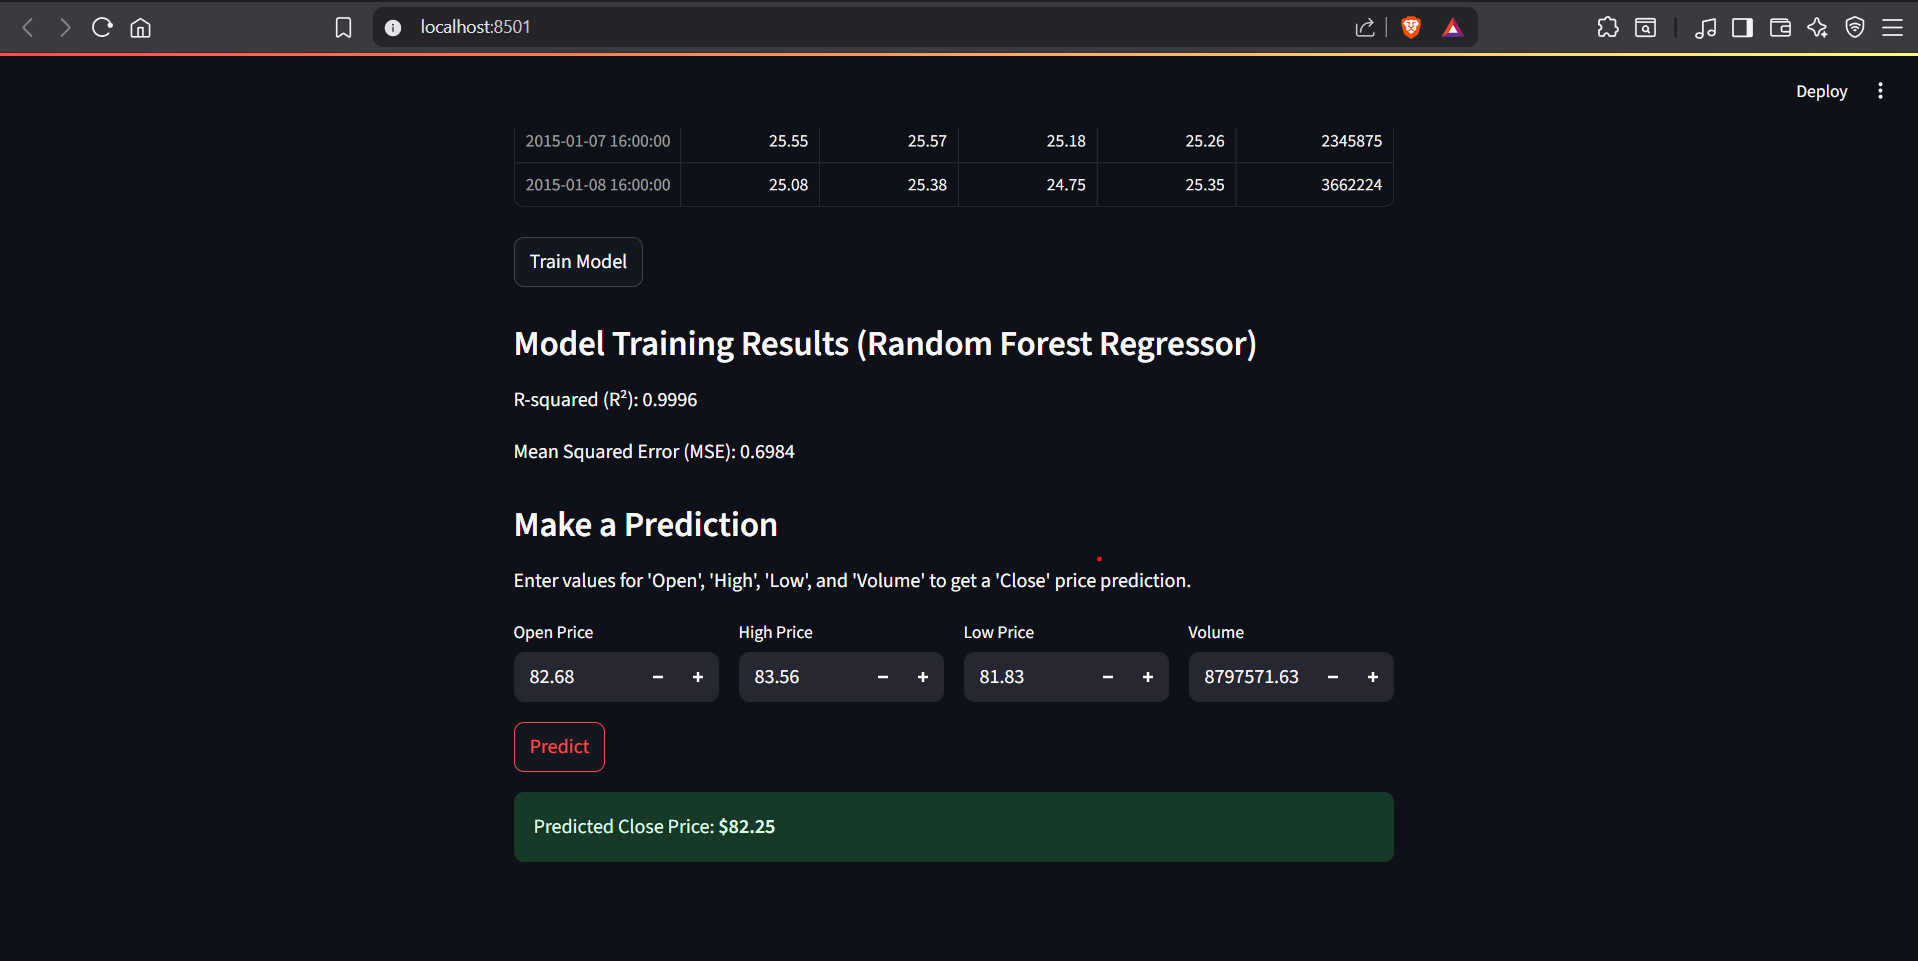 localhost:8501
Deploy
2015-01-07 16:00:00 25.55 25.57 25.18 25.26 2345875
2015-01-08 16:00:00 25.08 25.38 24.75 25.35 3662224
Train Model
Model Training Results (Random Forest Regressor)
R-squared (R²): 0.9996
Mean Squared Error (MSE): 0.6984
Make a Prediction
Enter values for 'Open', 'High', 'Low', and 'Volume' to get a 'Close' price prediction.
Open Price High Price Low Price Volume
82.68 − + 83.56 − + 81.83 − + 8797571.63 − +
Predict
Predicted Close Price: $82.25